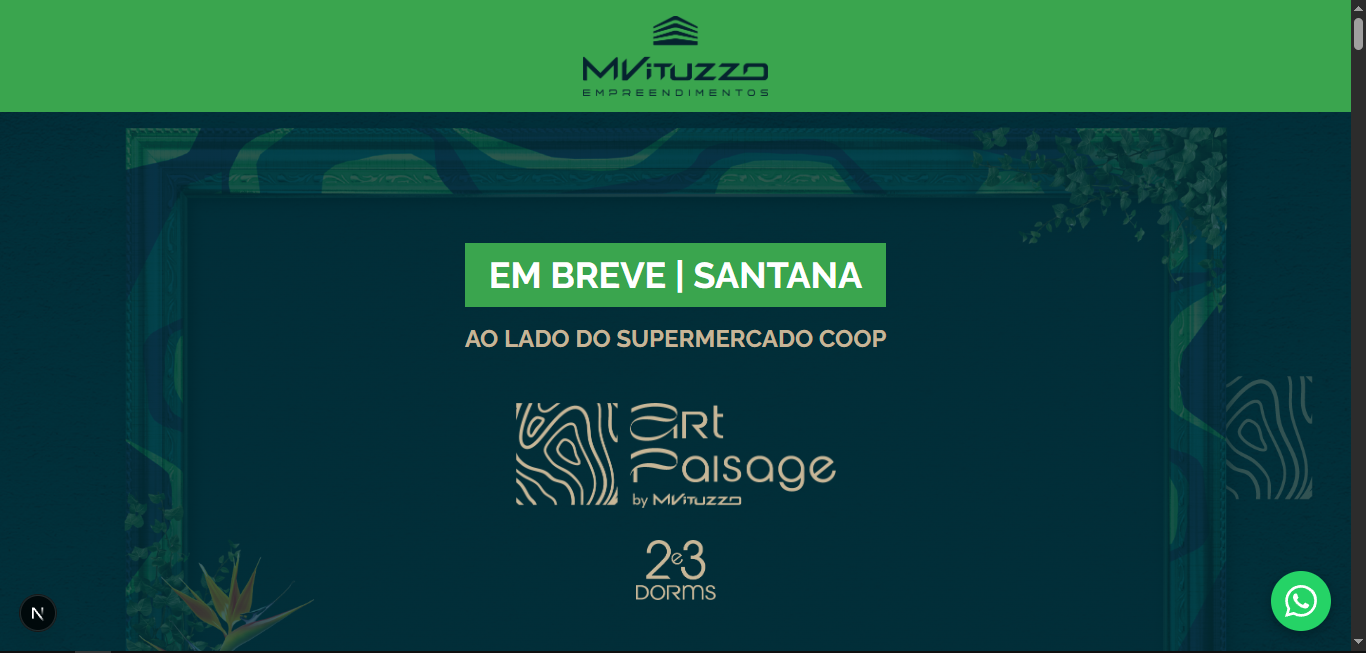 MVITUZZO
EMPREENDIMENTOS
EM BREVE | SANTANA
AO LADO DO SUPERMERCADO COOP
Art
Paisage
by MVITUZZO
2e3
DORMS
N